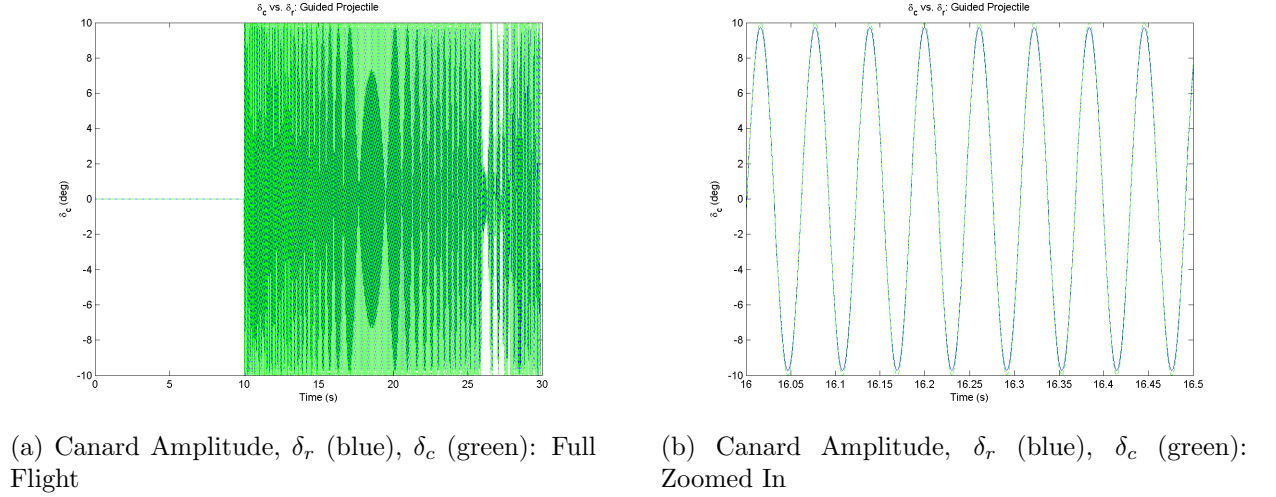 δc vs. δr: Guided Projectile
10
8
6
4
2
0
-2
-4
-6
-8
-10
δc (deg)
0 5 10 15 20 25 30
Time (s)
(a) Canard Amplitude, δr (blue), δc (green): Full
Flight
δc vs. δr: Guided Projectile
10
8
6
4
2
0
-2
-4
-6
-8
-10
δc (deg)
16 16.05 16.1 16.15 16.2 16.25 16.3 16.35 16.4 16.45 16.5
Time (s)
(b) Canard Amplitude, δr (blue), δc (green):
Zoomed In